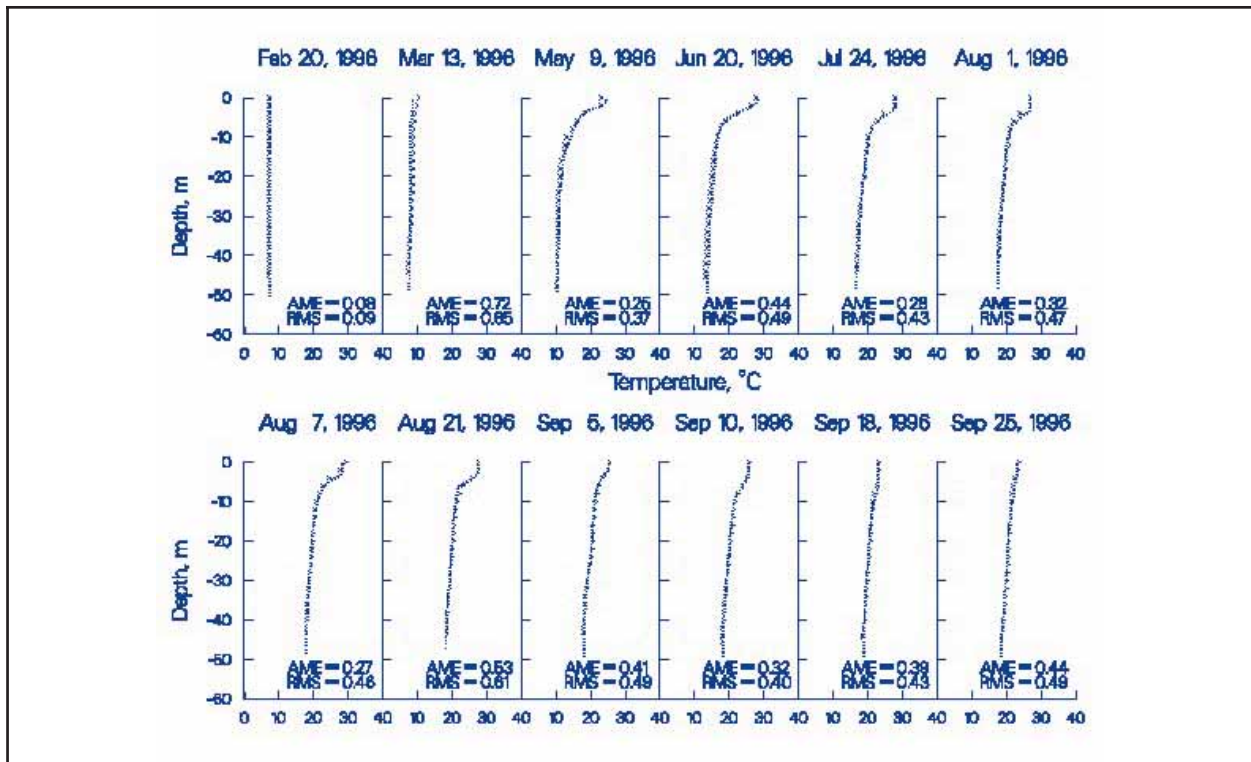 Feb 20, 1996 Mar 13, 1996 May 9, 1996 Jun 20, 1996 Jul 24, 1996 Aug 1, 1996
0
-10
-20
-30
-40
-50
-60
Depth, m
AME = 0.08 AME = 0.72 AME = 0.25 AME = 0.44 AME = 0.28 AME = 0.32
RMS = 0.09 RMS = 0.85 RMS = 0.37 RMS = 0.49 RMS = 0.43 RMS = 0.47
0 10 20 30 40 10 20 30 40 10 20 30 40 10 20 30 40 10 20 30 40 10 20 30 40
Temperature, °C
Aug 7, 1996 Aug 21, 1996 Sep 5, 1996 Sep 10, 1996 Sep 18, 1996 Sep 25, 1996
0
-10
-20
-30
-40
-50
-60
Depth, m
AME = 0.27 AME = 0.53 AME = 0.41 AME = 0.32 AME = 0.39 AME = 0.44
RMS = 0.46 RMS = 0.61 RMS = 0.49 RMS = 0.40 RMS = 0.43 RMS = 0.49
0 10 20 30 40 10 20 30 40 10 20 30 40 10 20 30 40 10 20 30 40 10 20 30 40